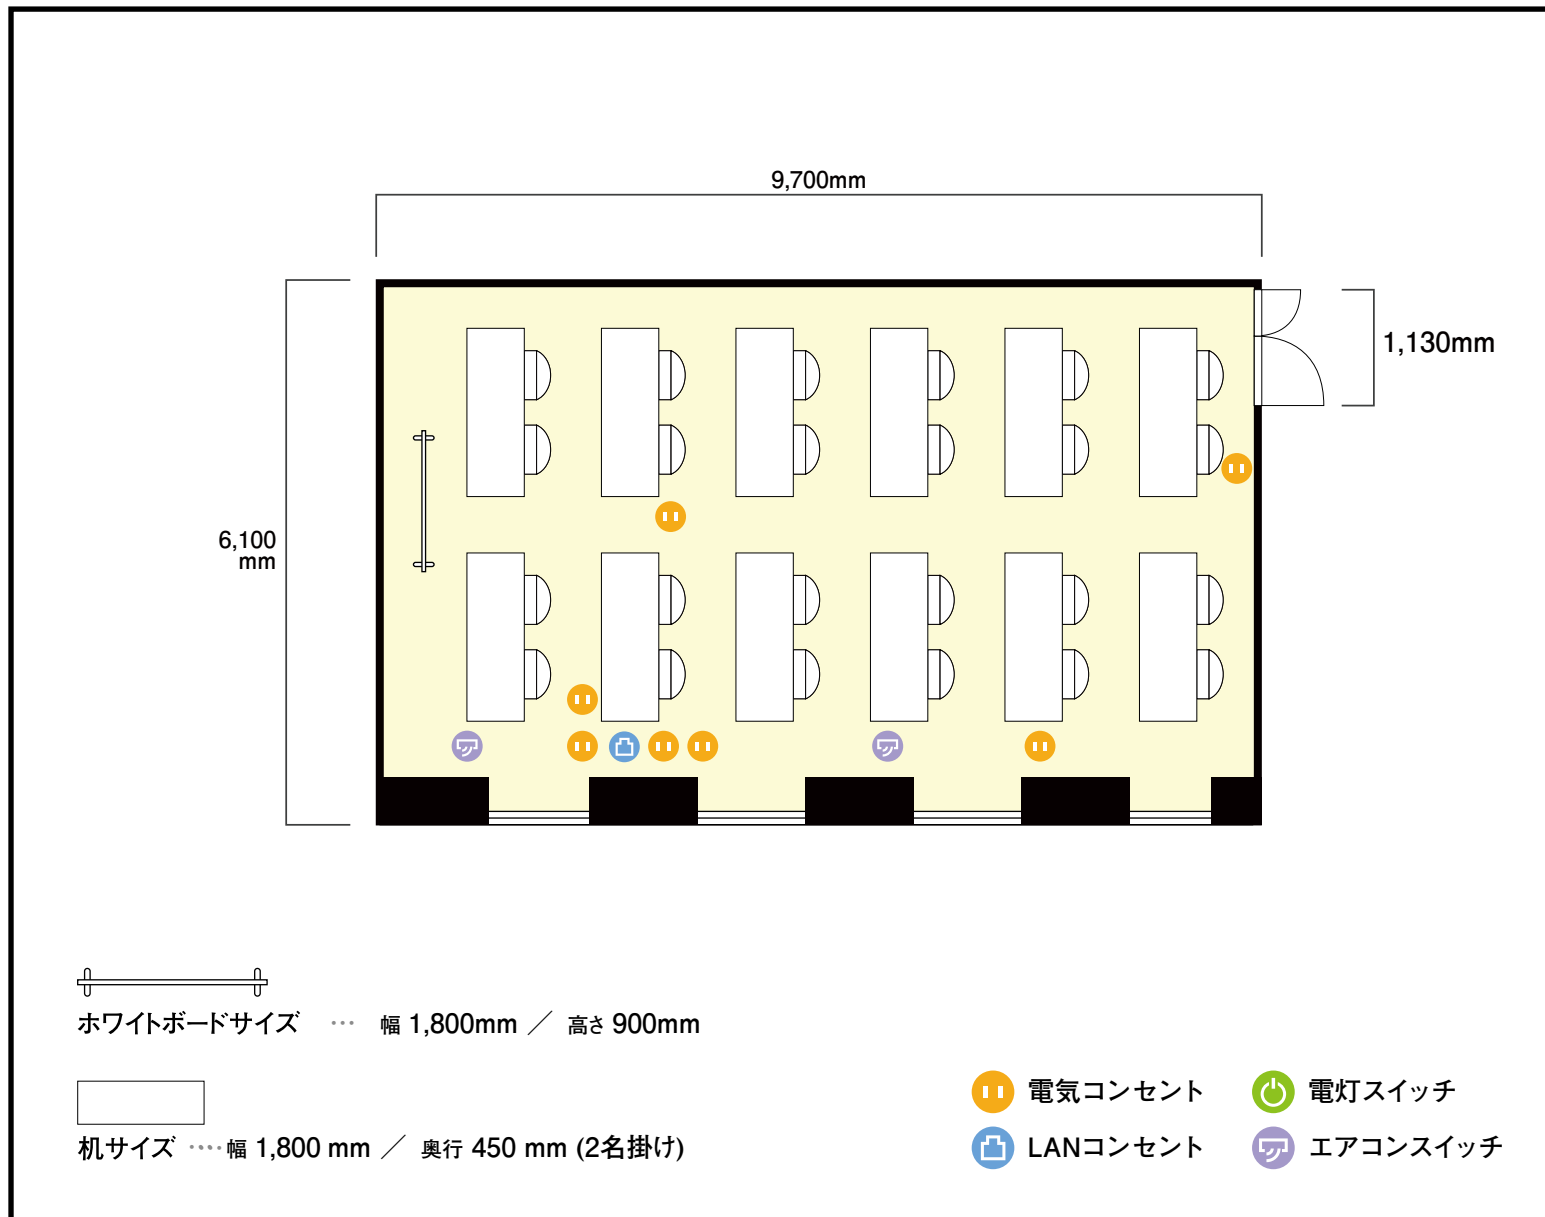 9,700mm
1,130mm
6,100
mm
ホワイトボードサイズ … 幅 1,800mm ／ 高さ 900mm
机サイズ ････ 幅 1,800 mm ／ 奥行 450 mm (2名掛け)
電気コンセント
電灯スイッチ
LANコンセント
エアコンスイッチ